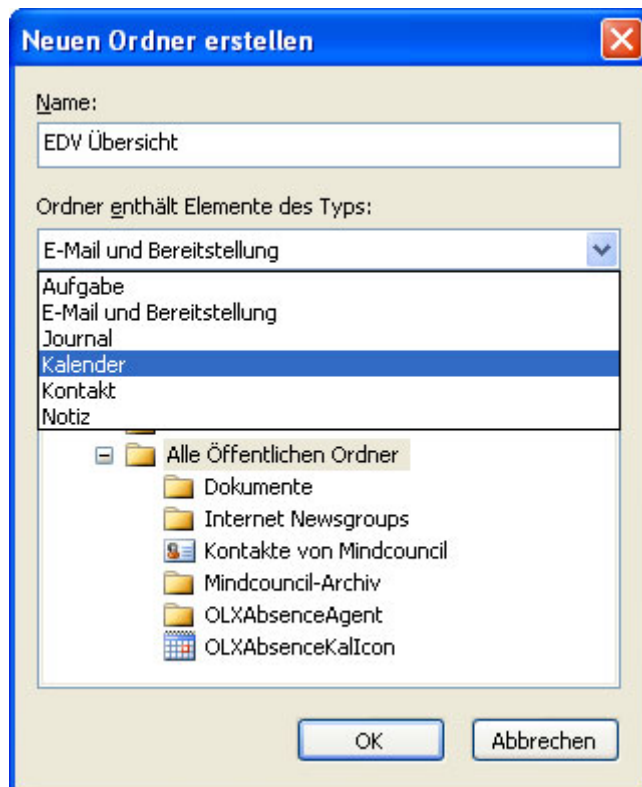 Neuen Ordner erstellen
Name:
EDV Übersicht
Ordner enthält Elemente des Typs:
E-Mail und Bereitstellung
Aufgabe
E-Mail und Bereitstellung
Journal
Kalender
Kontakt
Notiz
Alle Öffentlichen Ordner
Dokumente
Internet Newsgroups
Kontakte von Mindcouncil
Mindcouncil-Archiv
OLXAbsenceAgent
OLXAbsenceKalIcon
OK
Abbrechen